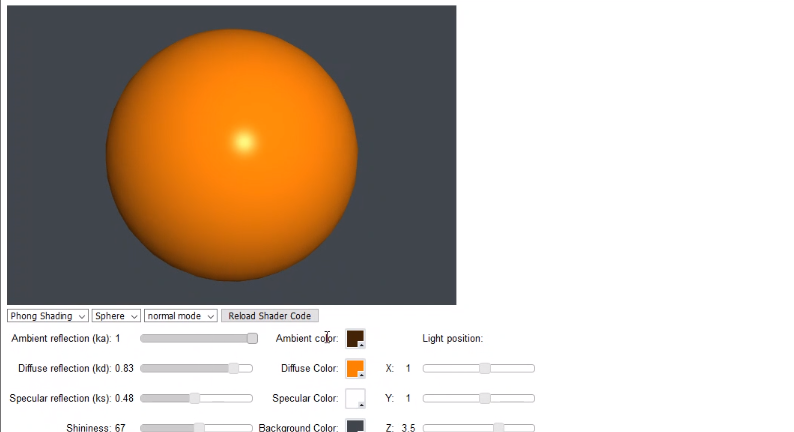 Phong Shading Sphere normal mode Reload Shader Code
Ambient reflection (ka): 1 Ambient color: Light position:
Diffuse reflection (kd): 0.83 Diffuse Color: X: 1
Specular reflection (ks): 0.48 Specular Color: Y: 1
Shininess: 67 Background Color: Z: 3.5